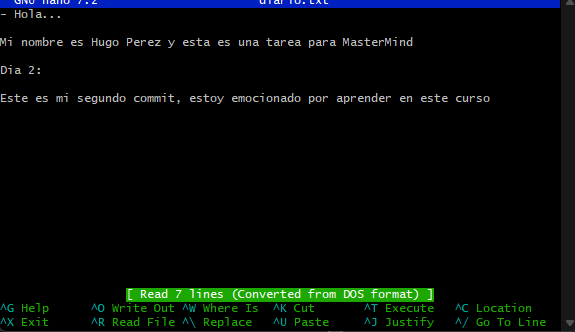 GNU nano 7.2 diario.txt
- Hola...
Mi nombre es Hugo Perez y esta es una tarea para MasterMind
Dia 2:
Este es mi segundo commit, estoy emocionado por aprender en este curso
[ Read 7 lines (Converted from DOS format) ]
^G Help ^O Write Out ^W Where Is ^K Cut ^T Execute ^C Location
^X Exit ^R Read File ^\ Replace ^U Paste ^J Justify ^/ Go To Line